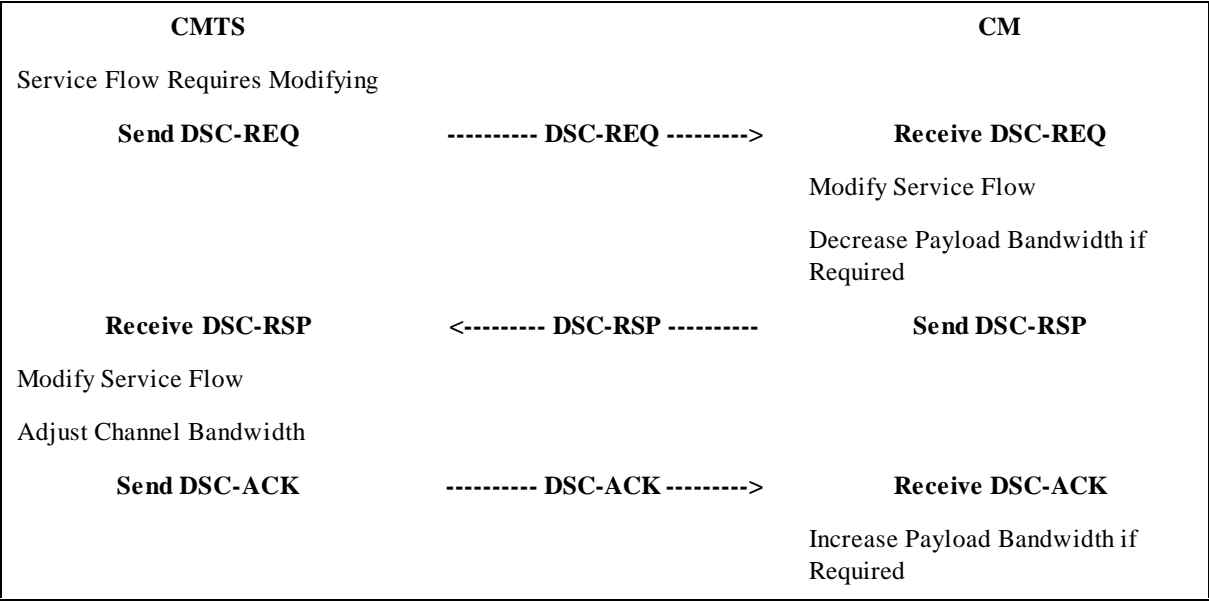 CMTS CM
Service Flow Requires Modifying
Send DSC-REQ ---------- DSC-REQ ---------> Receive DSC-REQ
Modify Service Flow
Decrease Payload Bandwidth if
Required
Receive DSC-RSP <--------- DSC-RSP ---------- Send DSC-RSP
Modify Service Flow
Adjust Channel Bandwidth
Send DSC-ACK ---------- DSC-ACK ---------> Receive DSC-ACK
Increase Payload Bandwidth if
Required